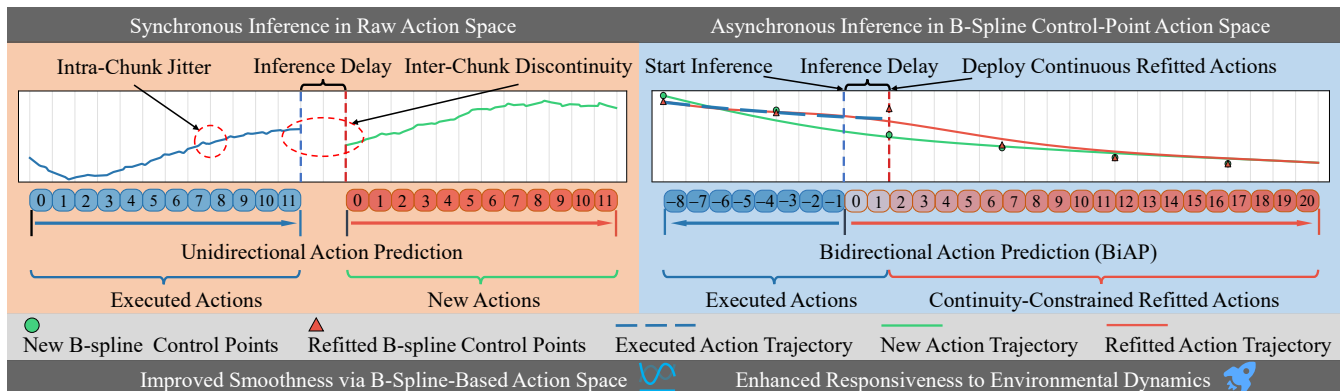 Synchronous Inference in Raw Action Space
Intra-Chunk Jitter
Inference Delay
Inter-Chunk Discontinuity
0 1 2 3 4 5 6 7 8 9 10 11
0 1 2 3 4 5 6 7 8 9 10 11
Unidirectional Action Prediction
Executed Actions
New Actions
Asynchronous Inference in B-Spline Control-Point Action Space
Start Inference
Inference Delay
Deploy Continuous Refitted Actions
−8 −7 −6 −5 −4 −3 −2 −1 0 1 2 3 4 5 6 7 8 9 10 11 12 13 14 15 16 17 18 19 20
Bidirectional Action Prediction (BiAP)
Executed Actions
Continuity-Constrained Refitted Actions
New B-spline Control Points
Refitted B-spline Control Points
Executed Action Trajectory
New Action Trajectory
Refitted Action Trajectory
Improved Smoothness via B-Spline-Based Action Space
Enhanced Responsiveness to Environmental Dynamics